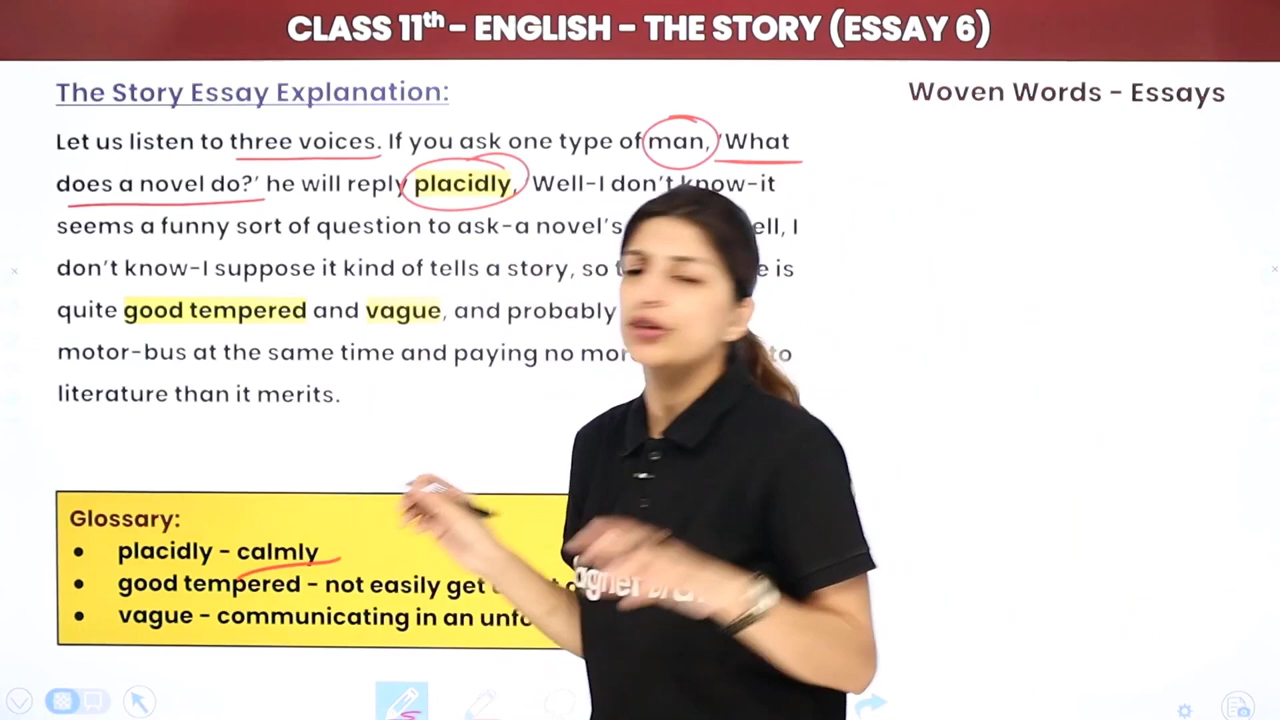 CLASS 11th - ENGLISH - THE STORY (ESSAY 6)
The Story Essay Explanation:
Woven Words - Essays
Let us listen to three voices. If you ask one type of man, 'What
does a novel do?' he will reply placidly, 'Well-I don't know-it
seems a funny sort of question to ask-a novel's I
don't know-I suppose it kind of tells a story, so is
quite good tempered and vague, and probably
motor-bus at the same time and paying no to
literature than it merits.
Glossary:
• placidly - calmly
• good tempered - not easily get
• vague - communicating in an